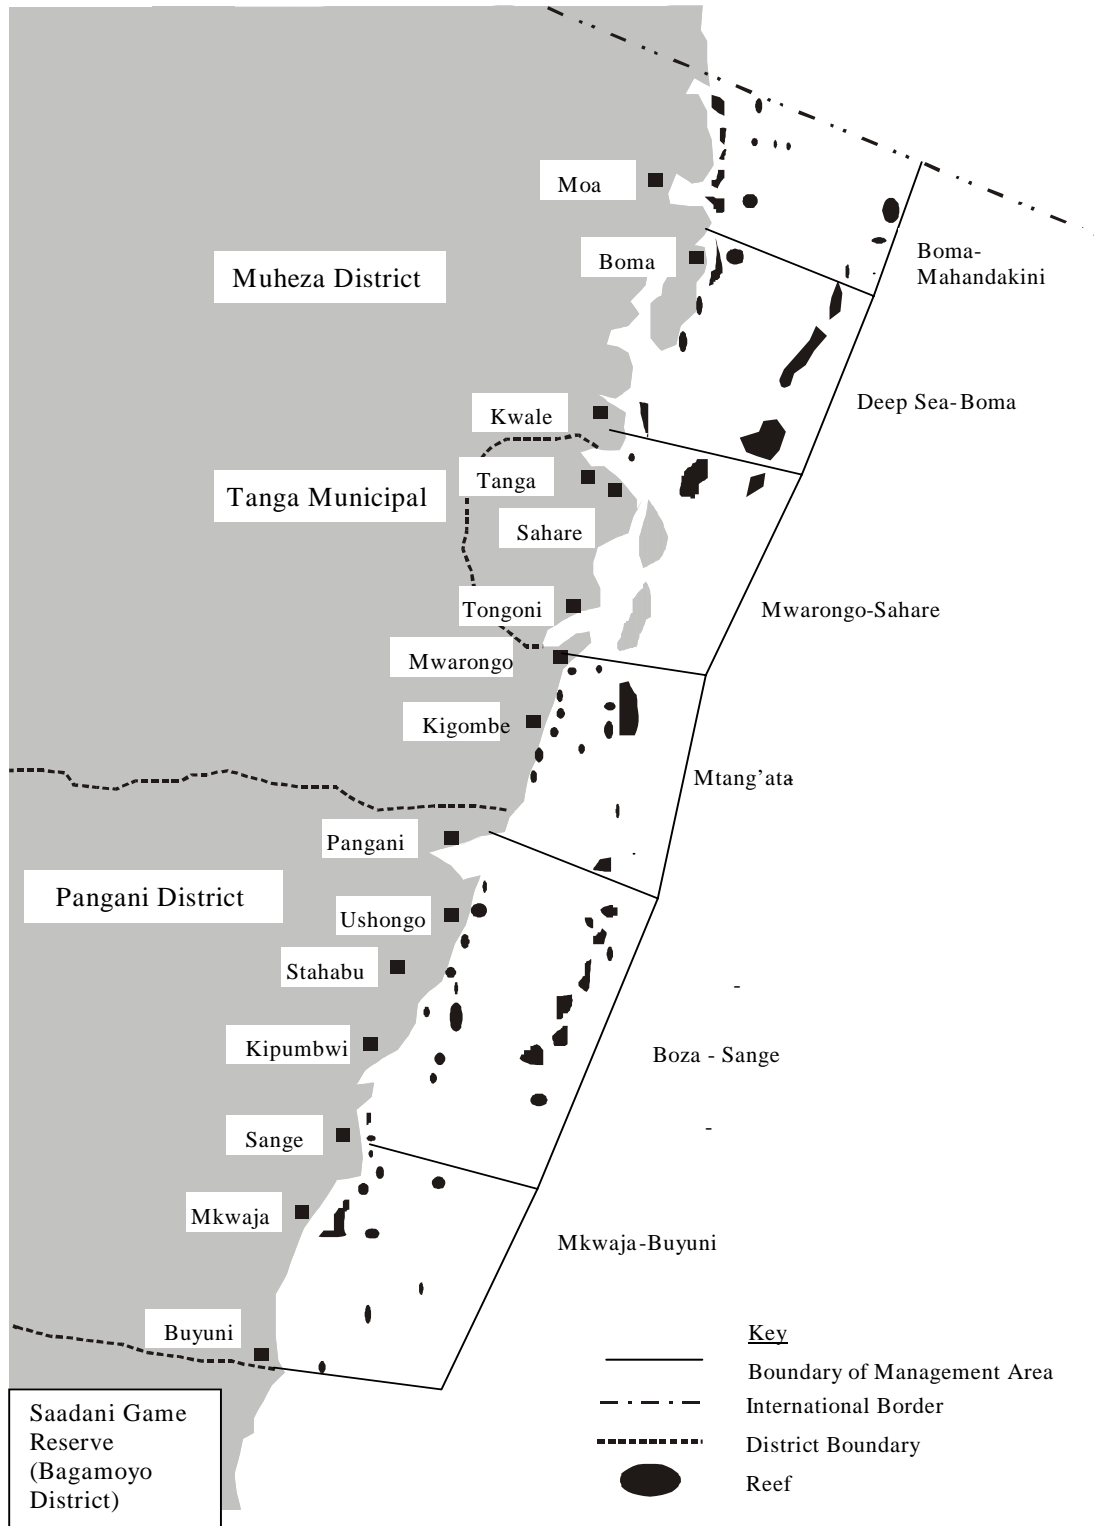 Moa
Boma-
Mahandakini
Boma
Muheza District
Deep Sea-Boma
Kwale
Tanga
Tanga Municipal
Sahare
Tongoni
Mwarongo-Sahare
Mwarongo
Kigombe
Mtang'ata
Pangani
Pangani District
Ushongo
Stahabu
Kipumbwi
Boza - Sange
Sange
Mkwaja
Mkwaja-Buyuni
Buyuni
Key
Boundary of Management Area
International Border
District Boundary
Reef
Saadani Game
Reserve
(Bagamoyo
District)